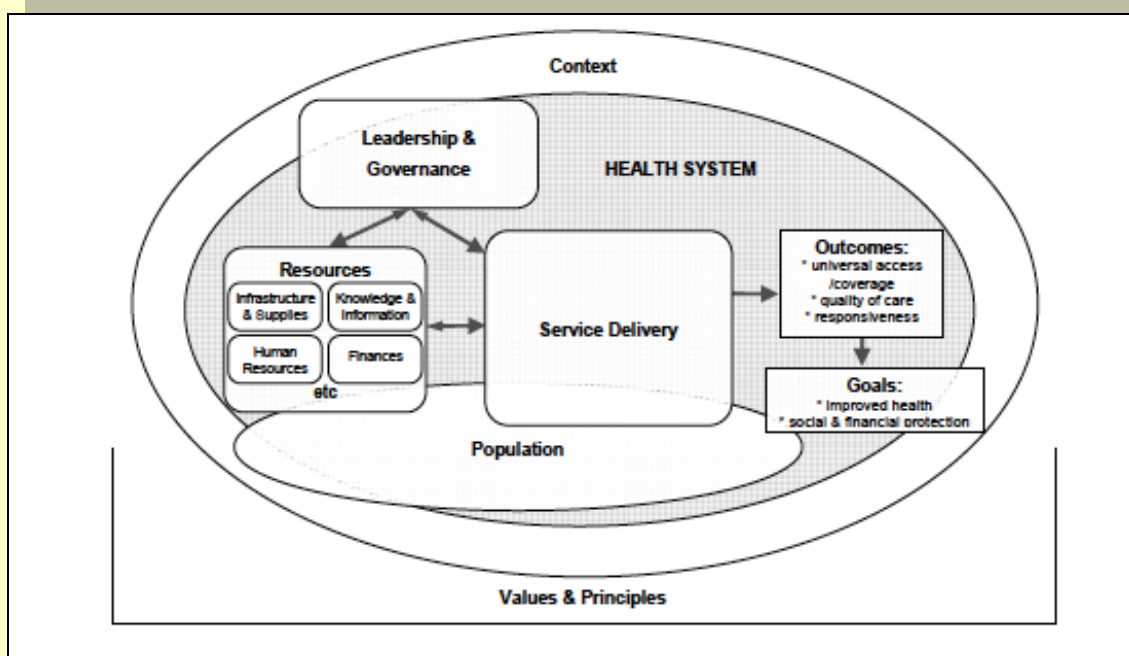 Context
Leadership &
Governance
HEALTH SYSTEM
Resources
Infrastructure
& Supplies
Knowledge &
Information
Human
Resources
Finances
etc
Service Delivery
Outcomes:
* universal access
/coverage
* quality of care
* responsiveness
Goals:
* improved health
* social & financial protection
Population
Values & Principles